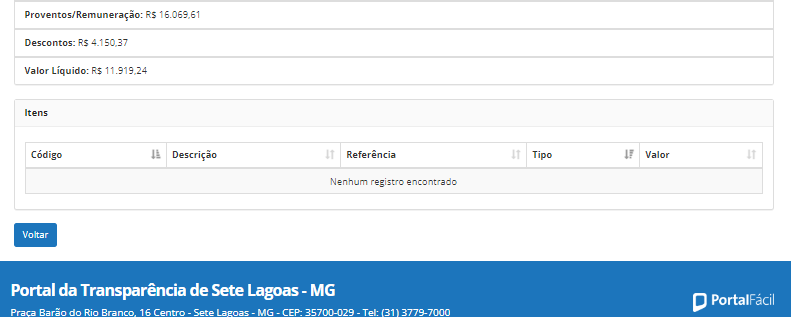 Proventos/Remuneração: R$ 16.069,61
Descontos: R$ 4.150,37
Valor Líquido: R$ 11.919,24
Itens
Código Descrição Referência Tipo Valor
Nenhum registro encontrado
Voltar
Portal da Transparência de Sete Lagoas - MG
Praça Barão do Rio Branco, 16 Centro - Sete Lagoas - MG - CEP: 35700-029 - Tel: (31) 3779-7000
PortalFácil